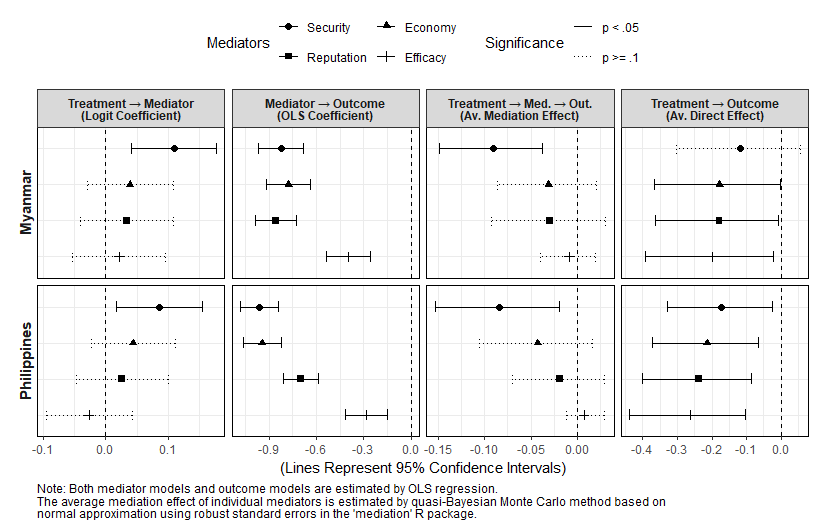 Mediators
Security
Economy
Reputation
Efficacy
Significance
p < .05
p >= .1
Treatment → Mediator
(Logit Coefficient)
Mediator → Outcome
(OLS Coefficient)
Treatment → Med. → Out.
(Av. Mediation Effect)
Treatment → Outcome
(Av. Direct Effect)
Myanmar
Philippines
-0.1 0.0 0.1
-0.9 -0.6 -0.3 0.0
-0.15 -0.10 -0.05 0.00
-0.4 -0.3 -0.2 -0.1 0.0
(Lines Represent 95% Confidence Intervals)
Note: Both mediator models and outcome models are estimated by OLS regression.
The average mediation effect of individual mediators is estimated by quasi-Bayesian Monte Carlo method based on
normal approximation using robust standard errors in the 'mediation' R package.